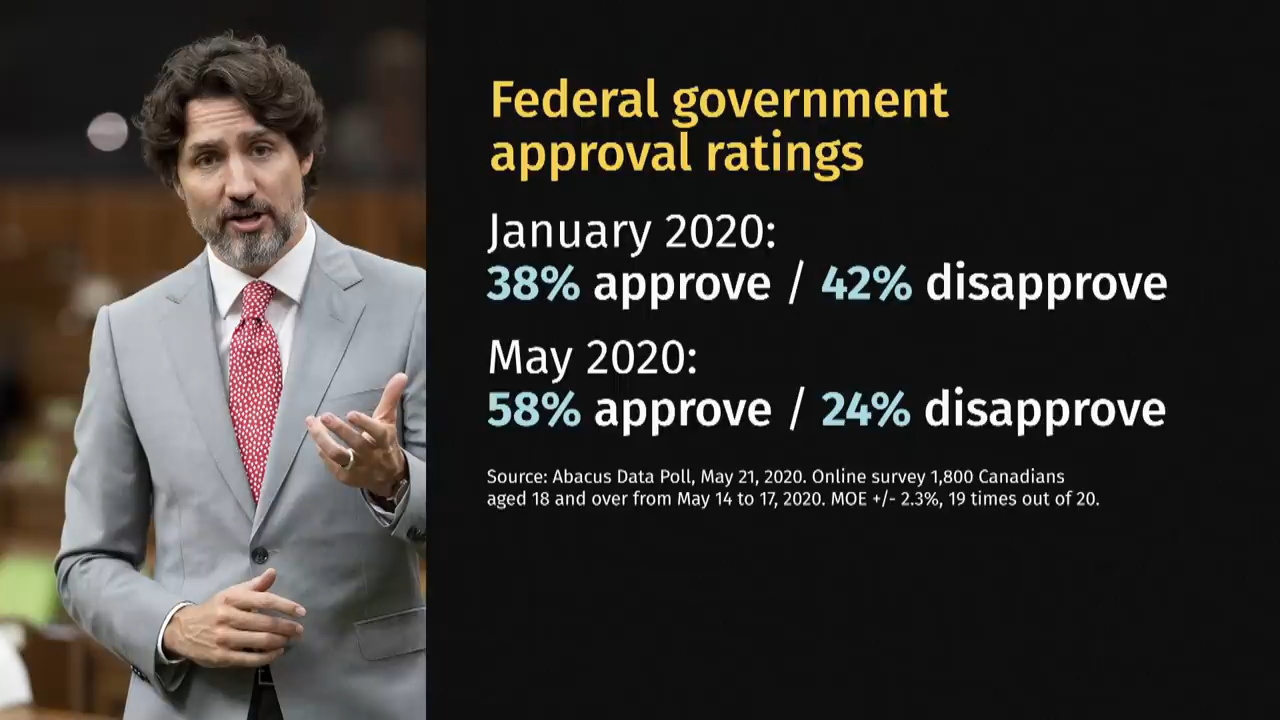 Federal government
approval ratings
January 2020:
38% approve / 42% disapprove
May 2020:
58% approve / 24% disapprove
Source: Abacus Data Poll, May 21, 2020. Online survey 1,800 Canadians
aged 18 and over from May 14 to 17, 2020. MOE +/- 2.3%, 19 times out of 20.